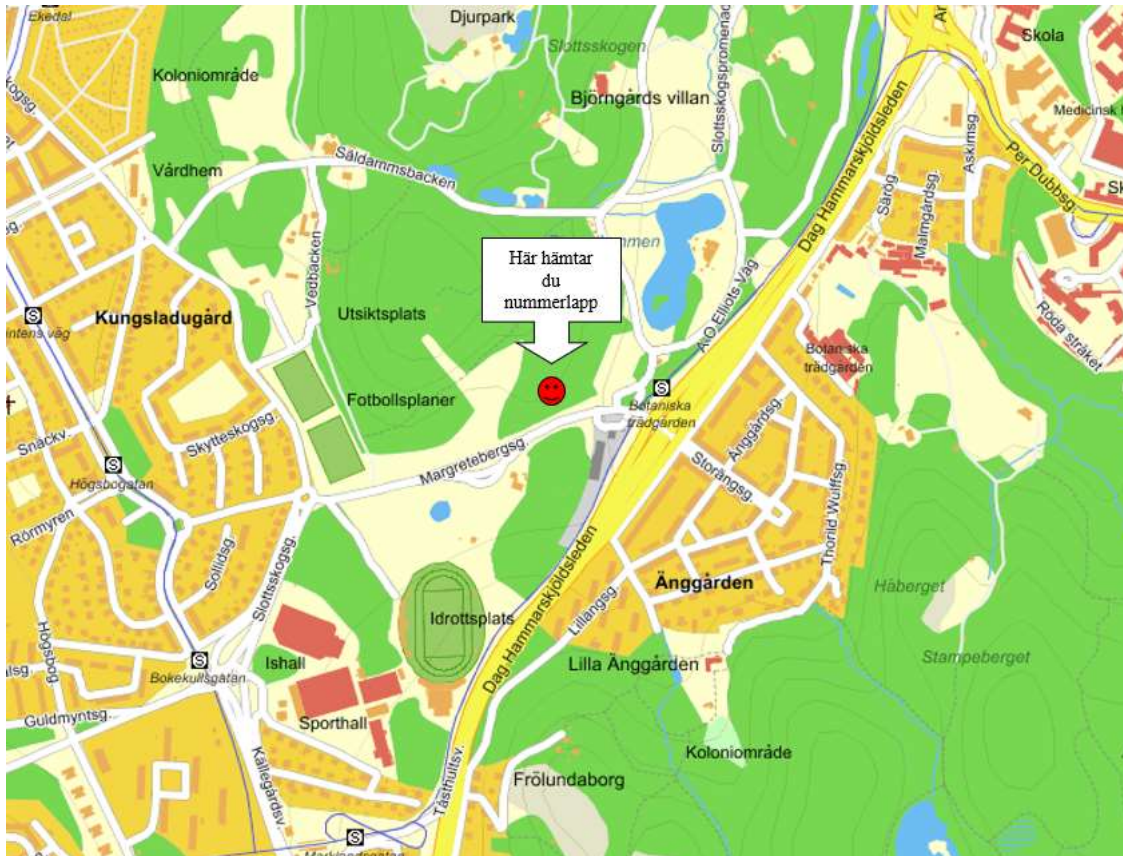 Ekedal
Djurpark
Slottsskogen
Skola
Koloniområde
Björngårds villan
Slottsskogspromenad
Medicinsk
Dag Hammarskjöldsleden
Per Dubbsg.
Askimsg.
Säldammsbacken
Vårdhem
Särög
Malmgårdsg.
Här hämtar
du
nummerlapp
Vedbacken
A O Elliots Väg
Utsiktsplats
Kungsladugård
Röda stråket
Botaniska
trädgården
Fotbollsplaner
Botaniska
trädgården
Snäckv.
Skytteskogsg.
Margretebergsg.
Änggårdsg.
Storängsg.
Thorild Wulffsg.
Högsbogatan
Rörmyren
Sollidsg.
Slottsskogsg.
Änggården
Håberget
Idrottsplats
Lillängsg.
Dag Hammarskjöldsleden
Högsbog
Ishall
Lilla Änggården
Stampeberget
Bokekullsgatan
Guldmyntsg.
Sporthall
Koloniområde
Frölundaborg
Källegårdsv.
Tåsthultsv.
Marklandsgatan